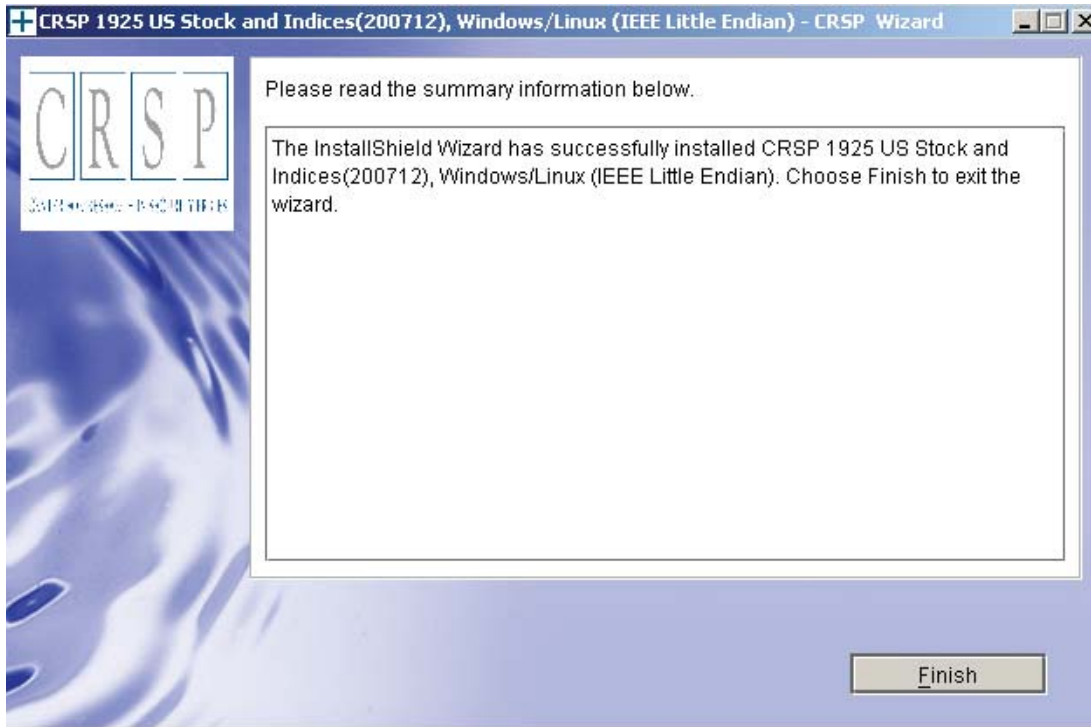 CRSP 1925 US Stock and Indices(200712), Windows/Linux (IEEE Little Endian) - CRSP Wizard
CRSP
Please read the summary information below.
The InstallShield Wizard has successfully installed CRSP 1925 US Stock and
Indices(200712), Windows/Linux (IEEE Little Endian). Choose Finish to exit the
wizard.
Finish